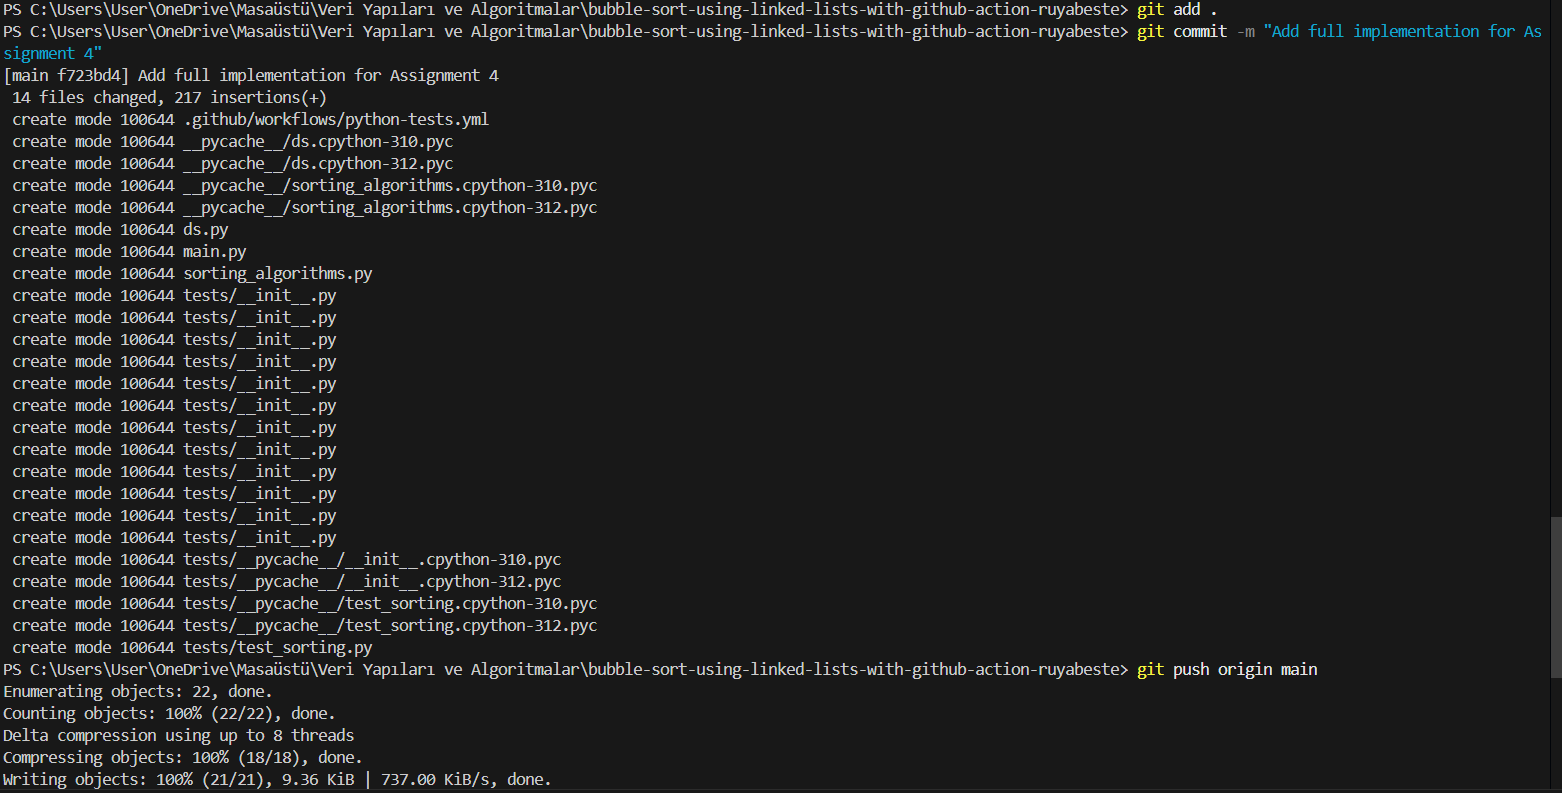 PS C:\Users\User\OneDrive\Masaüstü\Veri Yapıları ve Algoritmalar\bubble-sort-using-linked-lists-with-github-action-ruyabeste> git add .
PS C:\Users\User\OneDrive\Masaüstü\Veri Yapıları ve Algoritmalar\bubble-sort-using-linked-lists-with-github-action-ruyabeste> git commit -m "Add full implementation for As
signment 4"
[main f723bd4] Add full implementation for Assignment 4
 14 files changed, 217 insertions(+)
 create mode 100644 .github/workflows/python-tests.yml
 create mode 100644 __pycache__/ds.cpython-310.pyc
 create mode 100644 __pycache__/ds.cpython-312.pyc
 create mode 100644 __pycache__/sorting_algorithms.cpython-310.pyc
 create mode 100644 __pycache__/sorting_algorithms.cpython-312.pyc
 create mode 100644 ds.py
 create mode 100644 main.py
 create mode 100644 sorting_algorithms.py
 create mode 100644 tests/__init__.py
 create mode 100644 tests/__init__.py
 create mode 100644 tests/__init__.py
 create mode 100644 tests/__init__.py
 create mode 100644 tests/__init__.py
 create mode 100644 tests/__init__.py
 create mode 100644 tests/__init__.py
 create mode 100644 tests/__init__.py
 create mode 100644 tests/__init__.py
 create mode 100644 tests/__init__.py
 create mode 100644 tests/__init__.py
 create mode 100644 tests/__init__.py
 create mode 100644 tests/__pycache__/__init__.cpython-310.pyc
 create mode 100644 tests/__pycache__/__init__.cpython-312.pyc
 create mode 100644 tests/__pycache__/test_sorting.cpython-310.pyc
 create mode 100644 tests/__pycache__/test_sorting.cpython-312.pyc
 create mode 100644 tests/test_sorting.py
PS C:\Users\User\OneDrive\Masaüstü\Veri Yapıları ve Algoritmalar\bubble-sort-using-linked-lists-with-github-action-ruyabeste> git push origin main
Enumerating objects: 22, done.
Counting objects: 100% (22/22), done.
Delta compression using up to 8 threads
Compressing objects: 100% (18/18), done.
Writing objects: 100% (21/21), 9.36 KiB | 737.00 KiB/s, done.